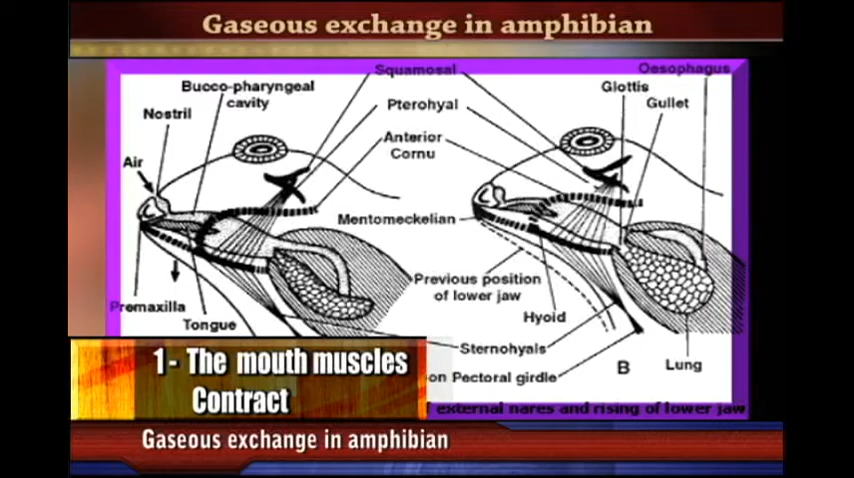 Gaseous exchange in amphibian
Squamosal
Oesophagus
Bucco-pharyngeal
cavity
Glottis
Pterohyal
Gullet
Nostril
Anterior
Cornu
Air
Mentomeckelian
Previous position
of lower jaw
Premaxilla
Hyoid
Tongue
Sternohyals
B
Lung
on Pectoral girdle
external nares and rising of lower jaw
1- The mouth muscles
Contract
Gaseous exchange in amphibian